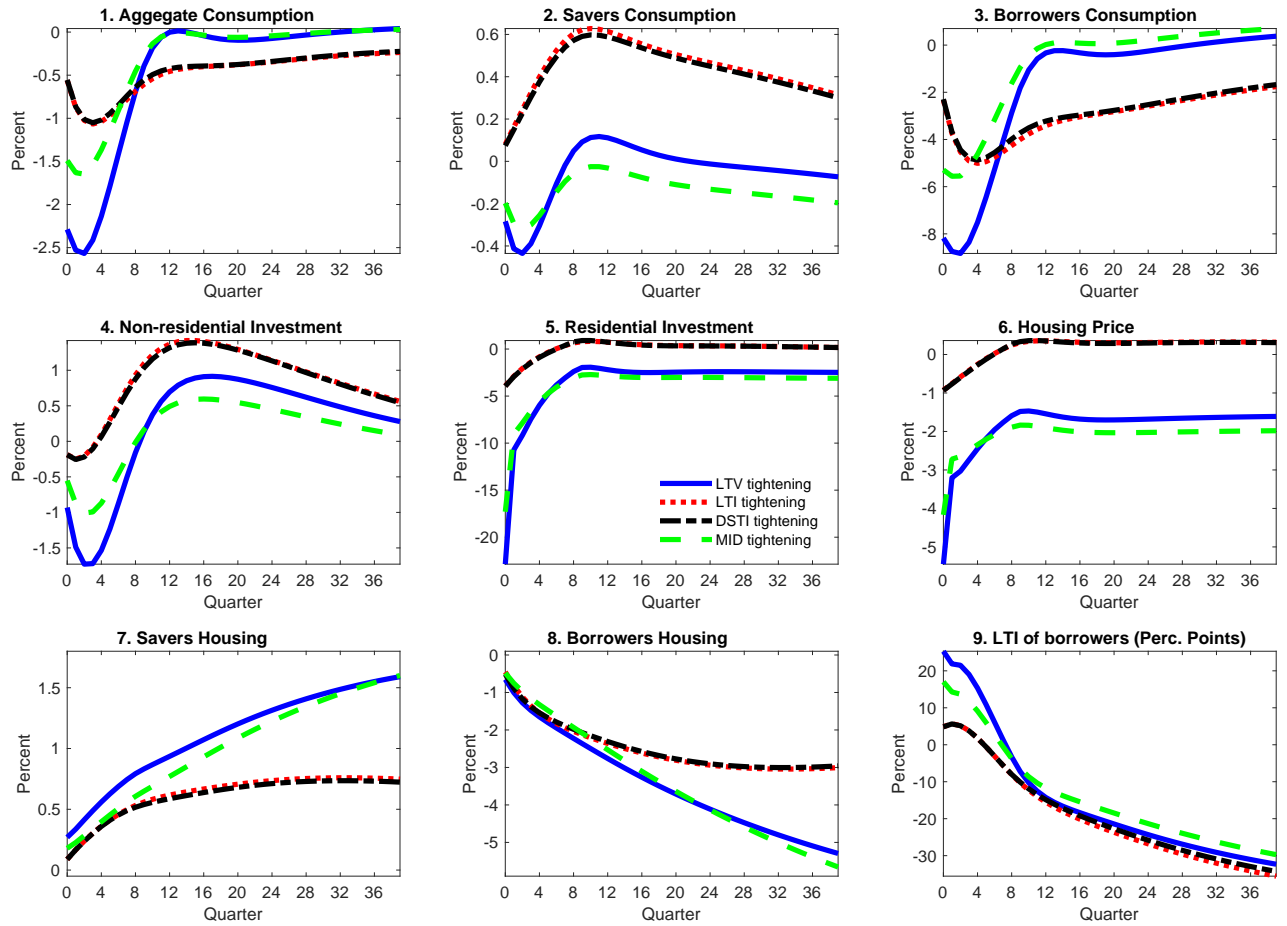 1. Aggegate Consumption
Percent
0
-0.5
-1
-1.5
-2
-2.5
0 4 8 12 16 20 24 28 32 36
Quarter
2. Savers Consumption
Percent
0.6
0.4
0.2
0
-0.2
-0.4
0 4 8 12 16 20 24 28 32 36
Quarter
3. Borrowers Consumption
Percent
0
-2
-4
-6
-8
0 4 8 12 16 20 24 28 32 36
Quarter
4. Non-residential Investment
Percent
1
0.5
0
-0.5
-1
-1.5
0 4 8 12 16 20 24 28 32 36
Quarter
5. Residential Investment
Percent
0
-5
-10
-15
-20
LTV tightening
LTI tightening
DSTI tightening
MID tightening
0 4 8 12 16 20 24 28 32 36
Quarter
6. Housing Price
Percent
0
-1
-2
-3
-4
-5
0 4 8 12 16 20 24 28 32 36
Quarter
7. Savers Housing
Percent
1.5
1
0.5
0
0 4 8 12 16 20 24 28 32 36
Quarter
8. Borrowers Housing
Percent
0
-1
-2
-3
-4
-5
0 4 8 12 16 20 24 28 32 36
Quarter
9. LTI of borrowers (Perc. Points)
Percent
20
10
0
-10
-20
-30
0 4 8 12 16 20 24 28 32 36
Quarter